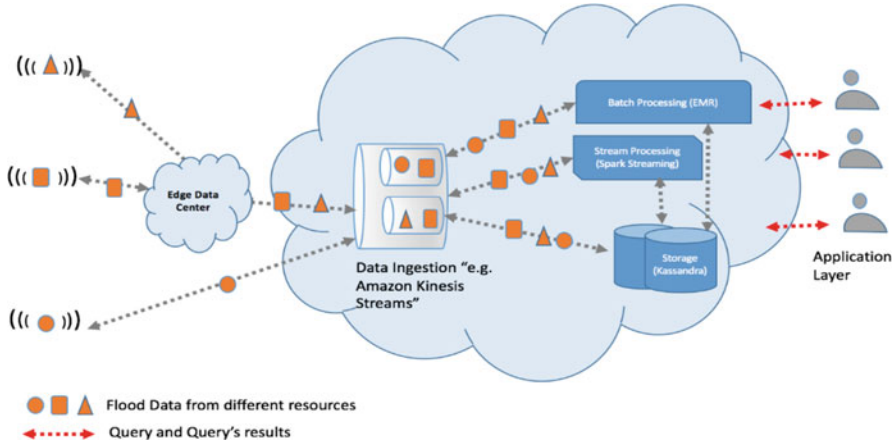 Batch Processing (EMR)
Stream Processing
(Spark Streaming)
Edge Data
Center
Storage
(Kassandra)
Data Ingestion "e.g.
Amazon Kinesis
Streams"
Application
Layer
Flood Data from different resources
Query and Query's results